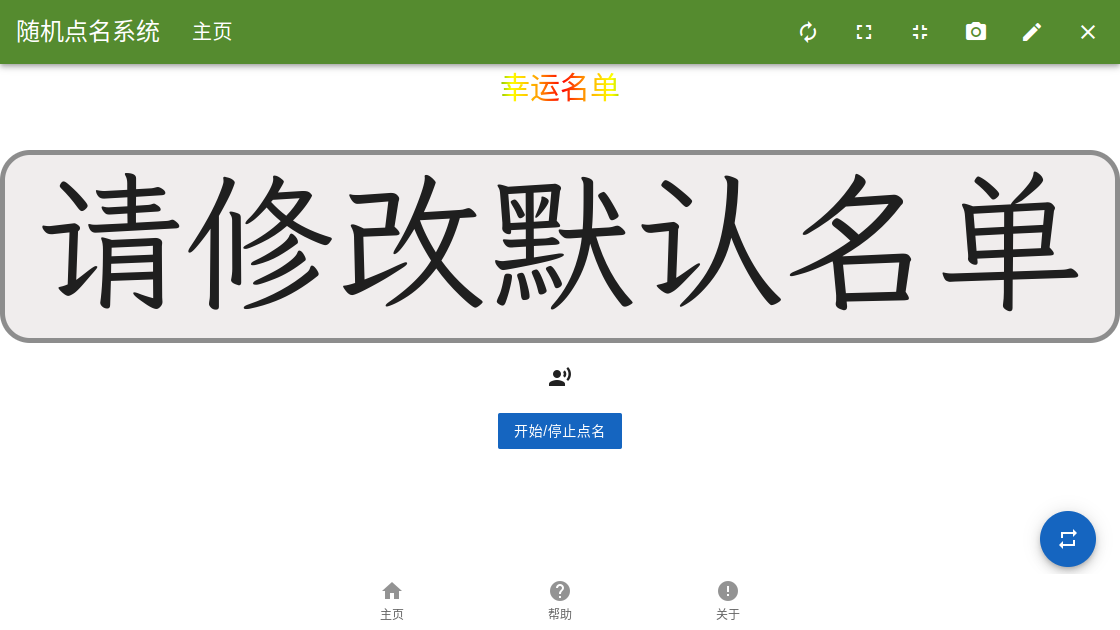 随机点名系统 主页
幸运名单
请修改默认名单
开始/停止点名
主页 帮助 关于